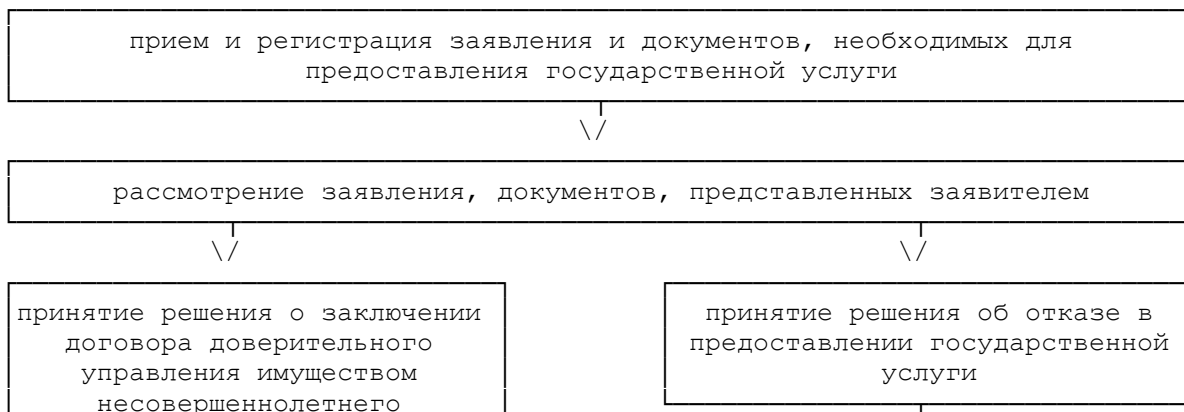 прием и регистрация заявления и документов, необходимых для
предоставления государственной услуги
\/
рассмотрение заявления, документов, представленных заявителем
\/ \/
принятие решения о заключении
договора доверительного
управления имуществом
несовершеннолетнего
принятие решения об отказе в
предоставлении государственной
услуги